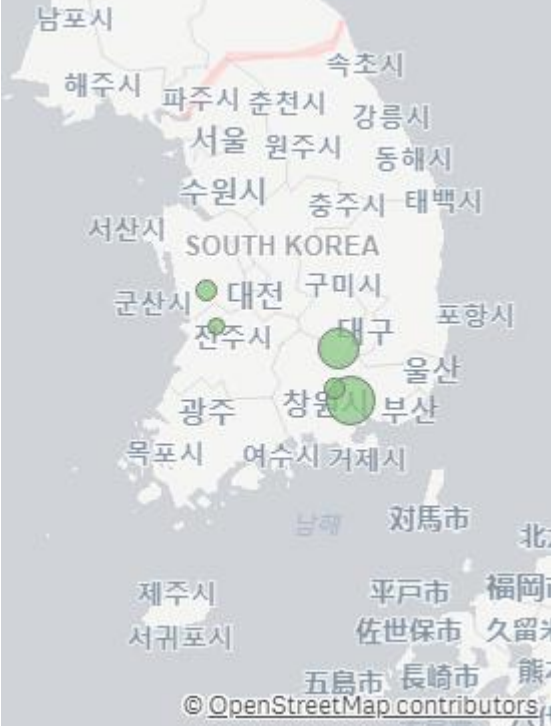 남포시
속초시
해주시
파주시 춘천시
강릉시
서울
원주시
동해시
수원시
충주시
태백시
서산시
SOUTH KOREA
대전
구미시
군산시
포항시
전주시
대구
울산
창원시
광주
부산
목포시
여수시
거제시
남해
対馬市
제주시
平戸市
서귀포시
佐世保市
五島市
長崎市
© OpenStreetMap contributors